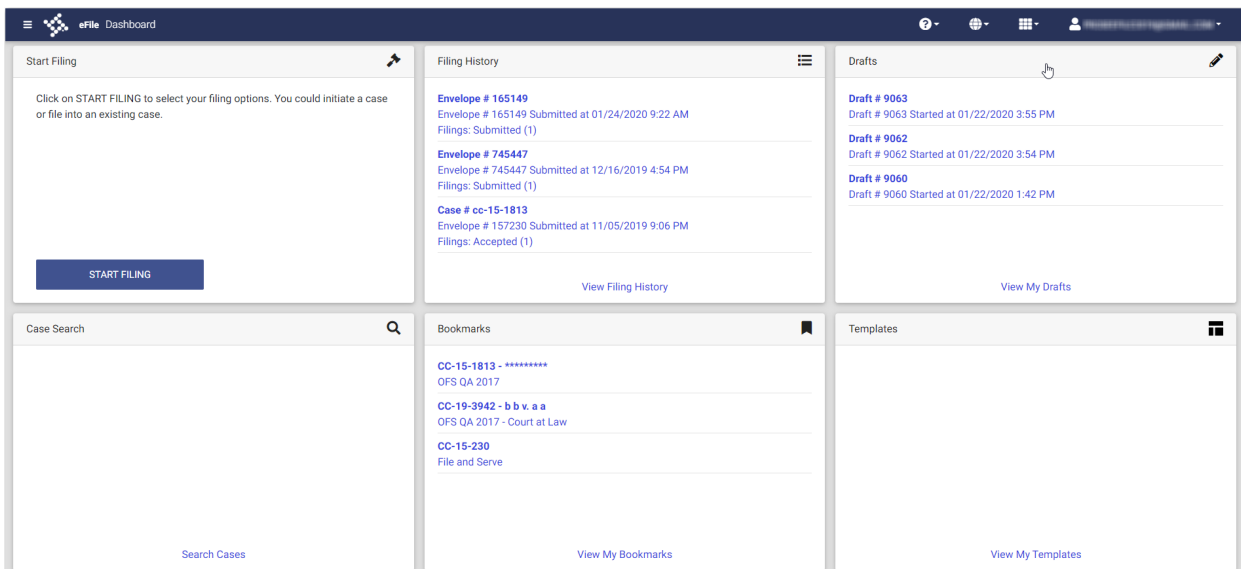 eFile Dashboard
Start Filing
Click on START FILING to select your filing options. You could initiate a case
or file into an existing case.
START FILING
Filing History
Envelope # 165149
Envelope # 165149 Submitted at 01/24/2020 9:22 AM
Filings: Submitted (1)
Envelope # 745447
Envelope # 745447 Submitted at 12/16/2019 4:54 PM
Filings: Submitted (1)
Case # cc-15-1813
Envelope # 157230 Submitted at 11/05/2019 9:06 PM
Filings: Accepted (1)
View Filing History
Drafts
Draft # 9063
Draft # 9063 Started at 01/22/2020 3:55 PM
Draft # 9062
Draft # 9062 Started at 01/22/2020 3:54 PM
Draft # 9060
Draft # 9060 Started at 01/22/2020 1:42 PM
View My Drafts
Case Search
Search Cases
Bookmarks
CC-15-1813 - *********
OFS QA 2017
CC-19-3942 - b b v. a a
OFS QA 2017 - Court at Law
CC-15-230
File and Serve
View My Bookmarks
Templates
View My Templates